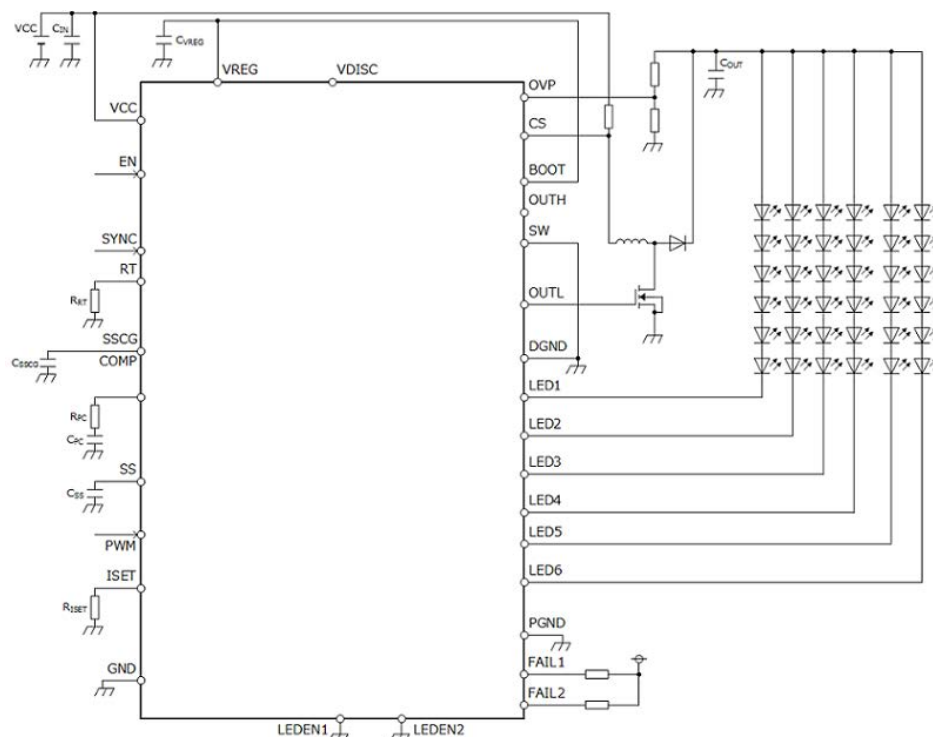 VCC
CIN
CVREG
VREG
VDISC
COUT
OVP
VCC
CS
EN
BOOT
OUTH
SYNC
SW
RT
RRT
OUTL
SSCG
CSSCG
COMP
DGND
LED1
RPC
LED2
CPC
LED3
SS
CSS
LED4
LED5
PWM
LED6
ISET
RISET
PGND
GND
FAIL1
FAIL2
LEDEN1
LEDEN2